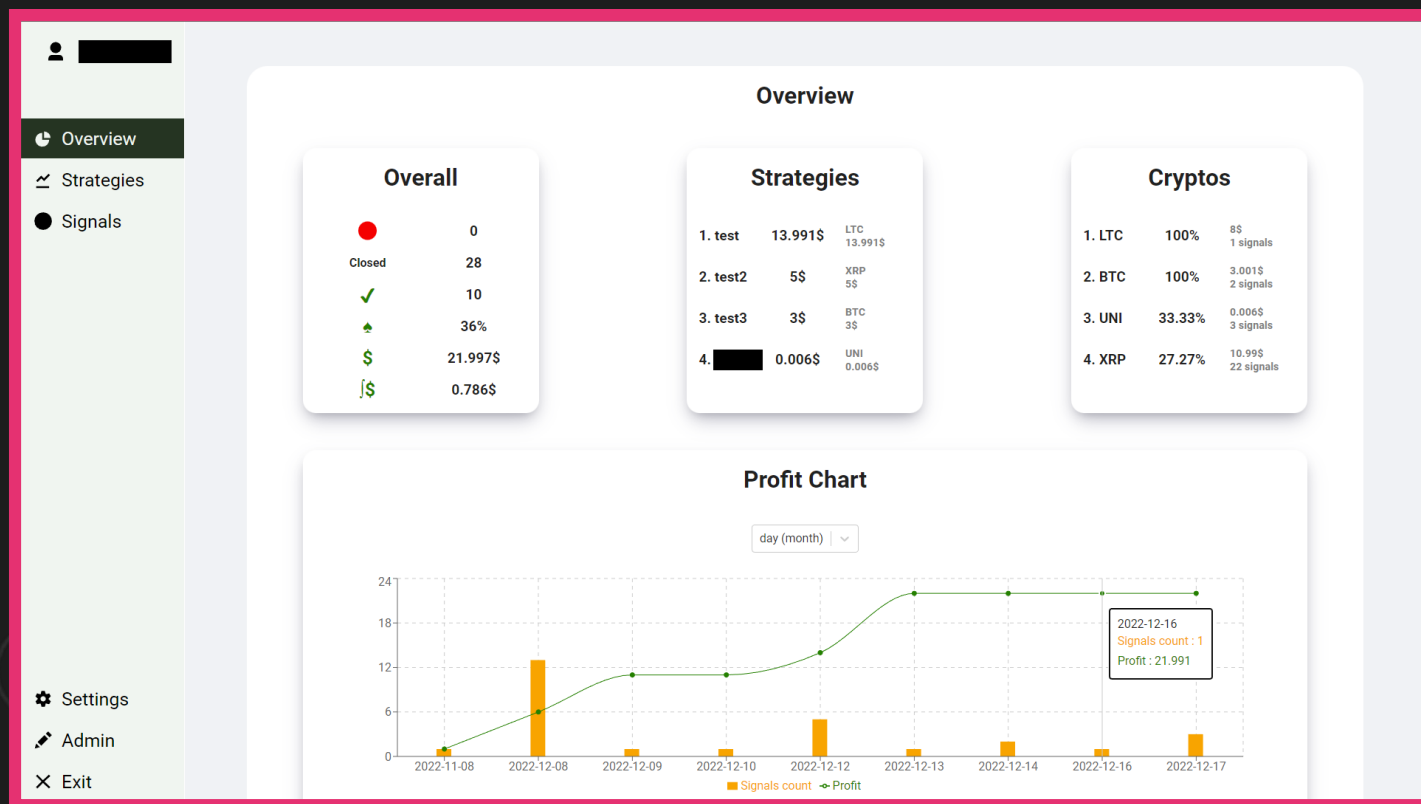 Overview
Strategies
Signals
Settings
Admin
Exit
Overview
Overall
0
Closed 28
✓ 10
♠ 36%
$ 21.997$
∫$ 0.786$
Strategies
1. test 13.991$ LTC
13.991$
2. test2 5$ XRP
5$
3. test3 3$ BTC
3$
4. 0.006$ UNI
0.006$
Cryptos
1. LTC 100% 8$
1 signals
2. BTC 100% 3.001$
2 signals
3. UNI 33.33% 0.006$
3 signals
4. XRP 27.27% 10.99$
22 signals
Profit Chart
day (month)
24
18
12
6
0
2022-12-16
Signals count : 1
Profit : 21.991
2022-11-08 2022-12-08 2022-12-09 2022-12-10 2022-12-12 2022-12-13 2022-12-14 2022-12-16 2022-12-17
Signals count Profit